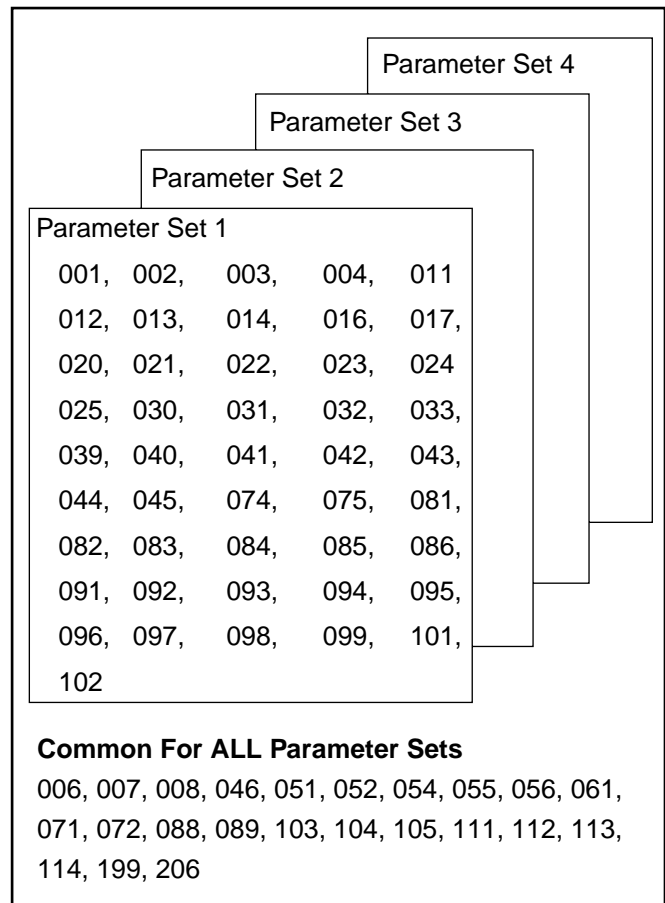 Parameter Set 4
Parameter Set 3
Parameter Set 2
Parameter Set 1
001, 002, 003, 004, 011
012, 013, 014, 016, 017,
020, 021, 022, 023, 024
025, 030, 031, 032, 033,
039, 040, 041, 042, 043,
044, 045, 074, 075, 081,
082, 083, 084, 085, 086,
091, 092, 093, 094, 095,
096, 097, 098, 099, 101,
102
Common For ALL Parameter Sets
006, 007, 008, 046, 051, 052, 054, 055, 056, 061,
071, 072, 088, 089, 103, 104, 105, 111, 112, 113,
114, 199, 206